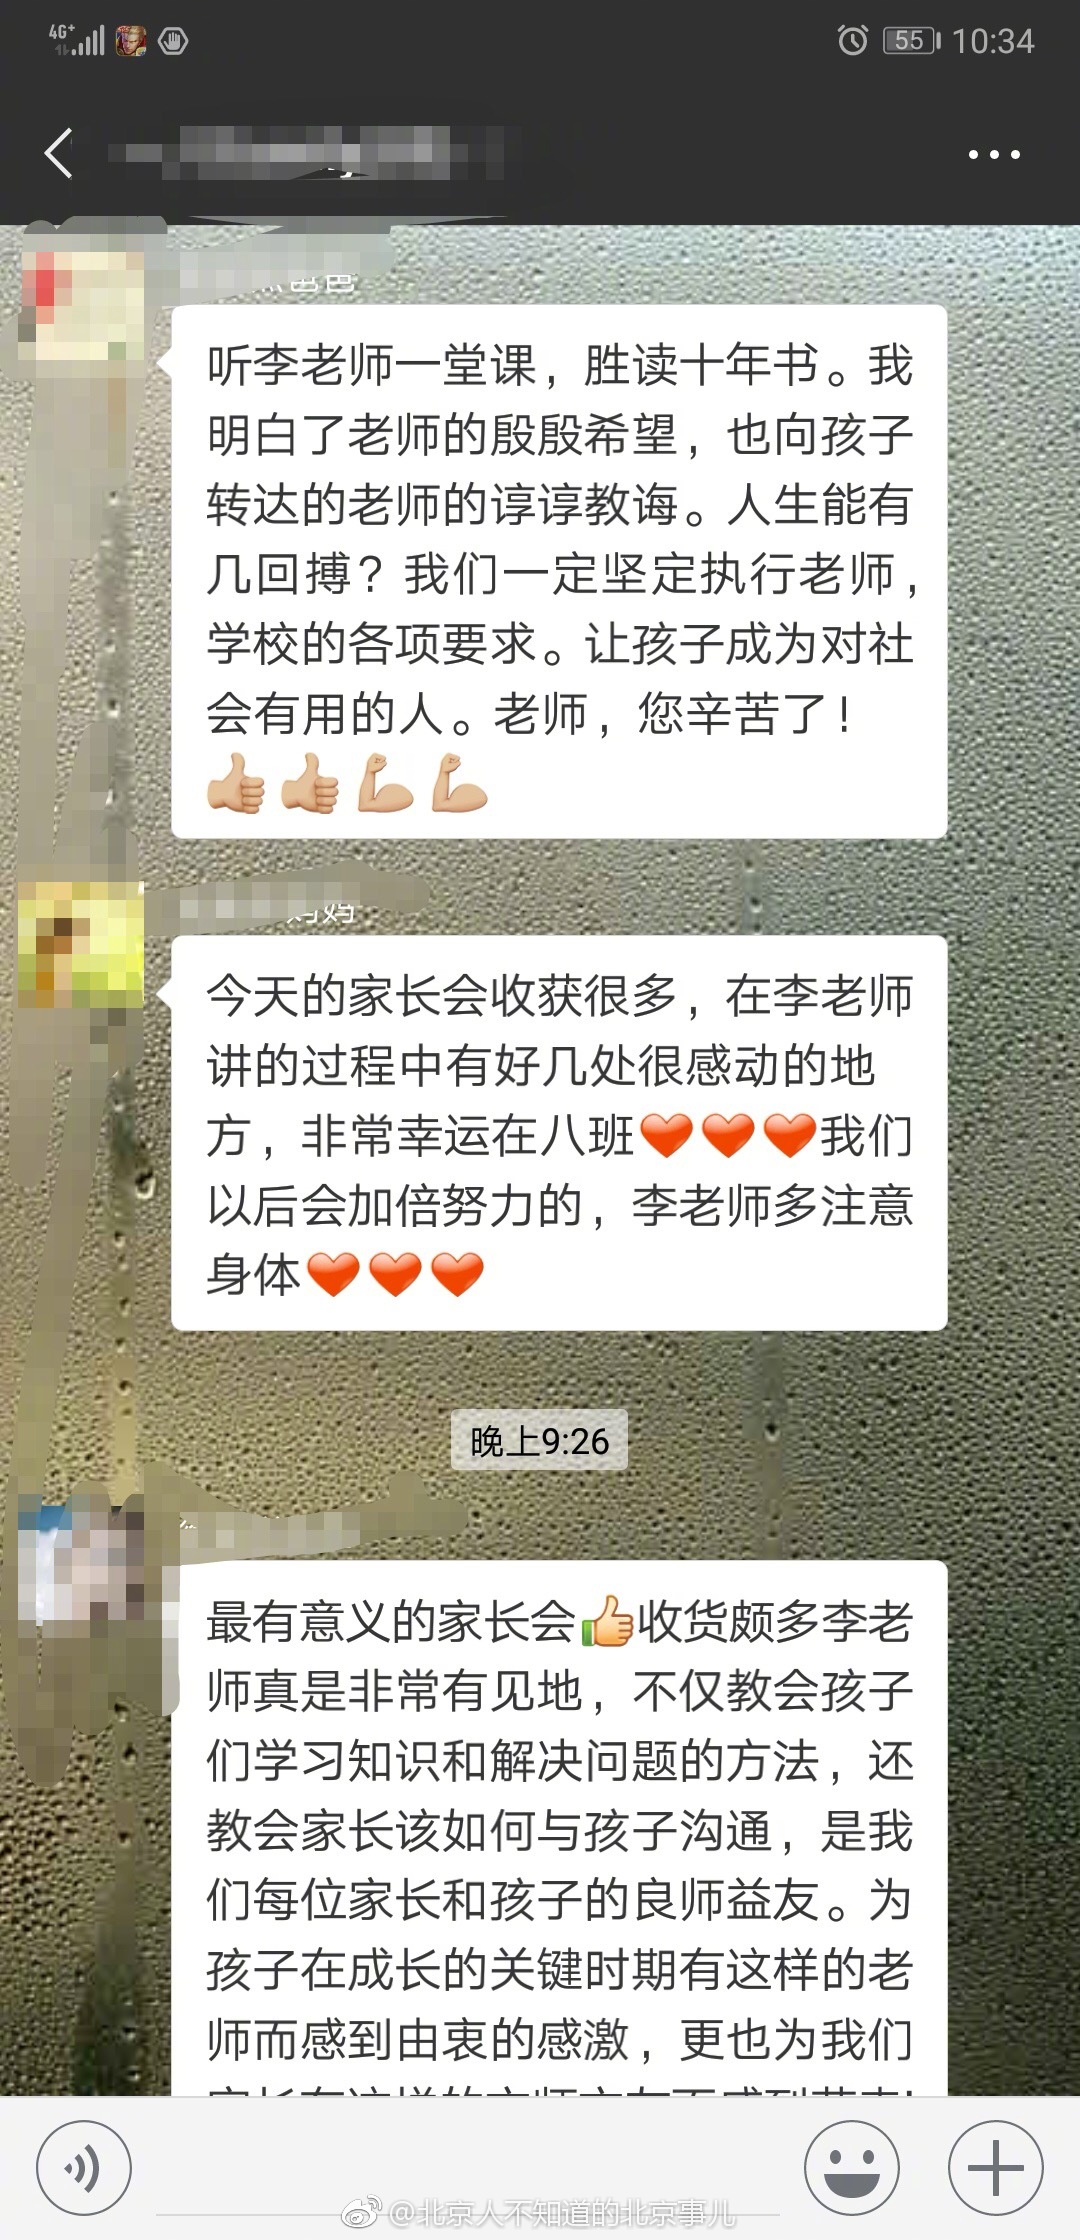 4G+
55 10:34
爸爸
听李老师一堂课，胜读十年书。我
明白了老师的殷殷希望，也向孩子
转达的老师的谆谆教诲。人生能有
几回搏？我们一定坚定执行老师，
学校的各项要求。让孩子成为对社
会有用的人。老师，您辛苦了！
👍🏼👍🏼💪🏼💪🏼
妈妈
今天的家长会收获很多，在李老师
讲的过程中有好几处很感动的地
方，非常幸运在八班❤❤❤我们
以后会加倍努力的，李老师多注意
身体❤❤❤
晚上9:26
最有意义的家长会👍收货颇多李老
师真是非常有见地，不仅教会孩子
们学习知识和解决问题的方法，还
教会家长该如何与孩子沟通，是我
们每位家长和孩子的良师益友。为
孩子在成长的关键时期有这样的老
师而感到由衷的感激，更也为我们
@北京人不知道的北京事儿